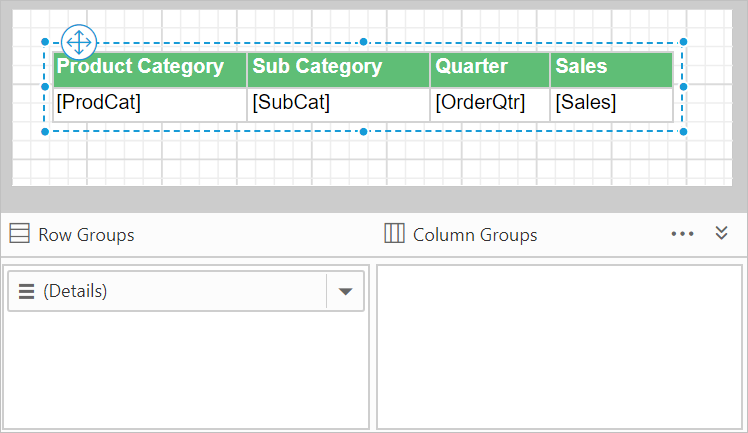 Product Category Sub Category Quarter Sales
[ProdCat] [SubCat] [OrderQtr] [Sales]
Row Groups Column Groups
(Details)